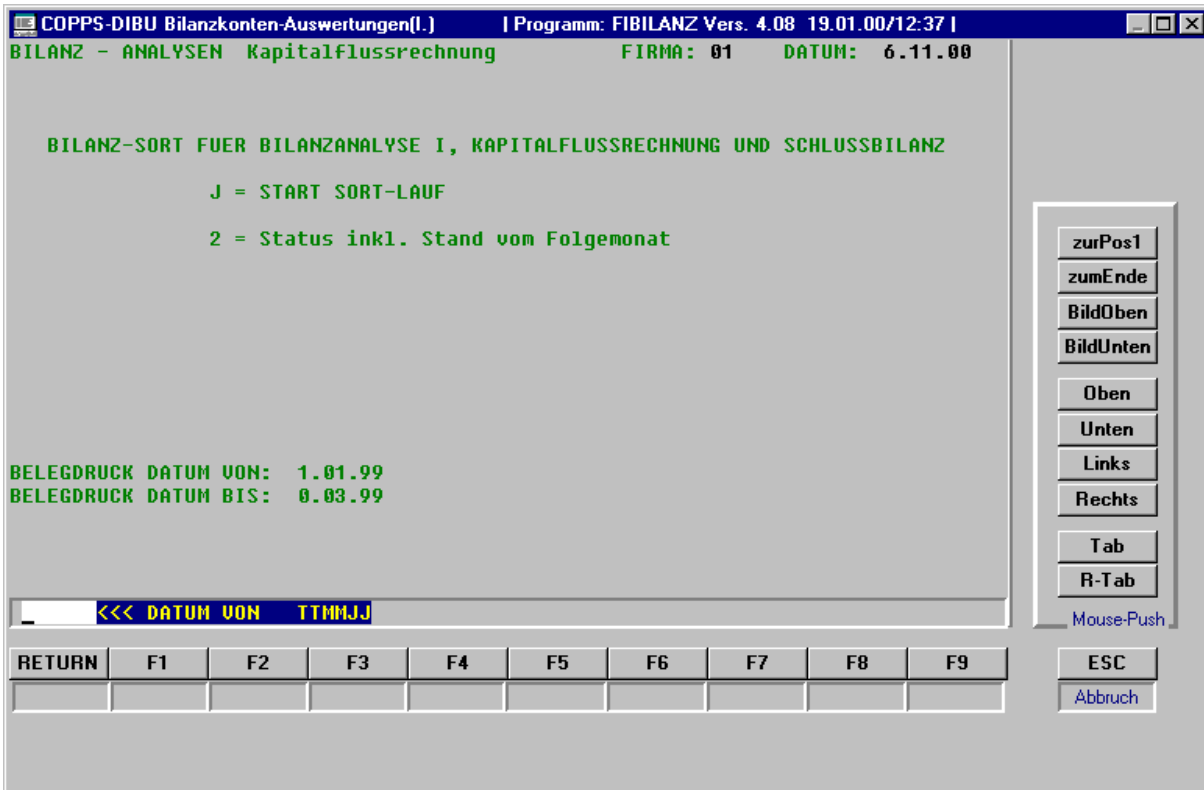 COPPS-DIBU Bilanzkonten-Auswertungen(I.) | Programm: FIBILANZ Vers. 4.08 19.01.00/12:37 |
BILANZ - ANALYSEN Kapitalflussrechnung FIRMA: 01 DATUM: 6.11.00
BILANZ-SORT FUER BILANZANALYSE I, KAPITALFLUSSRECHNUNG UND SCHLUSSBILANZ
J = START SORT-LAUF
2 = Status inkl. Stand vom Folgemonat
zurPos1
zumEnde
BildOben
BildUnten
Oben
Unten
Links
Rechts
Tab
R-Tab
Mouse-Push
BELEGDRUCK DATUM VON: 1.01.99
BELEGDRUCK DATUM BIS: 0.03.99
_ <<< DATUM VON TTMMJJ
RETURN F1 F2 F3 F4 F5 F6 F7 F8 F9 ESC
Abbruch